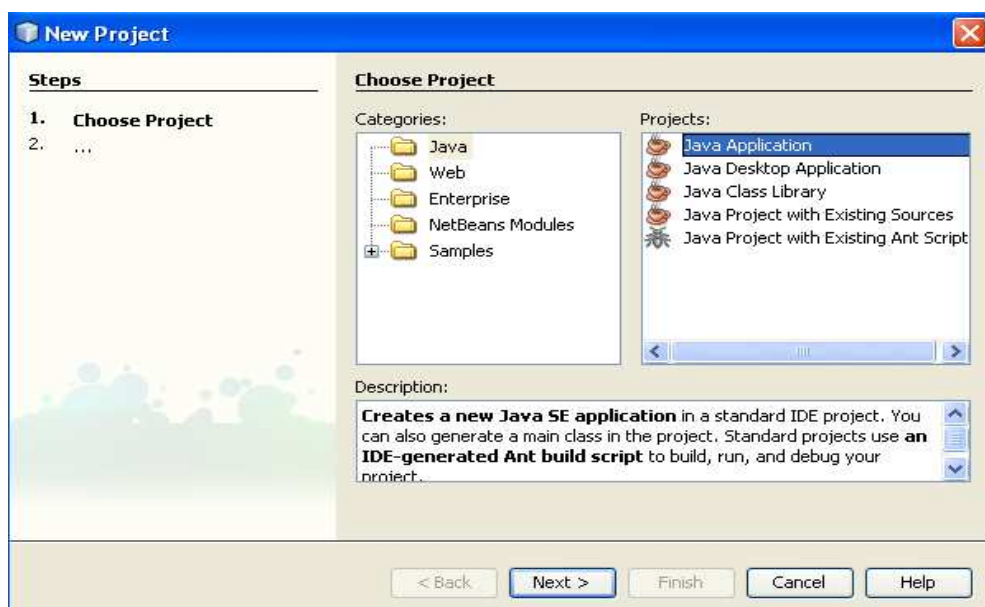 New Project
Steps
1. Choose Project
2. ...
Choose Project
Categories:
Java
Web
Enterprise
NetBeans Modules
Samples
Projects:
Java Application
Java Desktop Application
Java Class Library
Java Project with Existing Sources
Java Project with Existing Ant Script
Description:
Creates a new Java SE application in a standard IDE project. You
can also generate a main class in the project. Standard projects use an
IDE-generated Ant build script to build, run, and debug your
project.
< Back
Next >
Finish
Cancel
Help